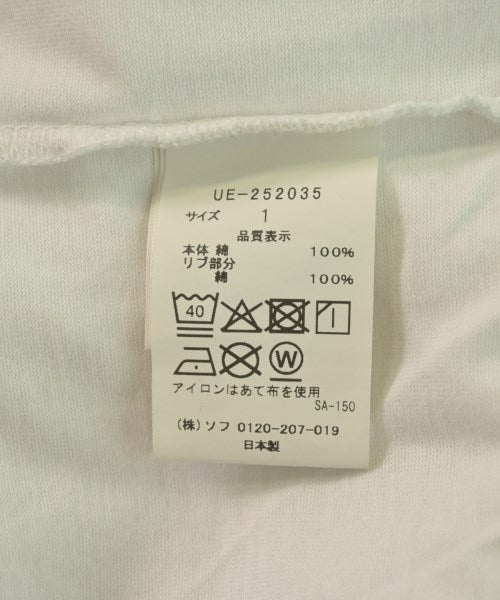 UE-252035
サイズ 1
品質表示
本体 綿 100%
リブ部分
綿 100%
40
W
アイロンはあて布を使用
SA-150
(株)ソフ 0120-207-019
日本製